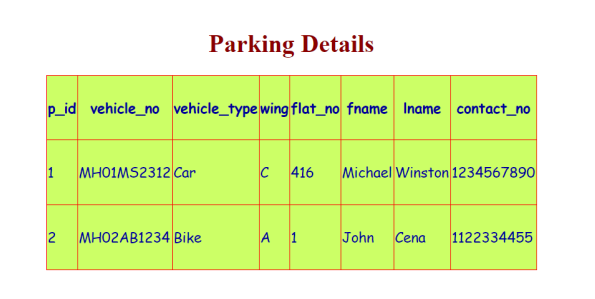 Parking Details
p_id vehicle_no vehicle_type wing flat_no fname lname contact_no
1 MH01MS2312 Car C 416 Michael Winston 1234567890
2 MH02AB1234 Bike A 1 John Cena 1122334455